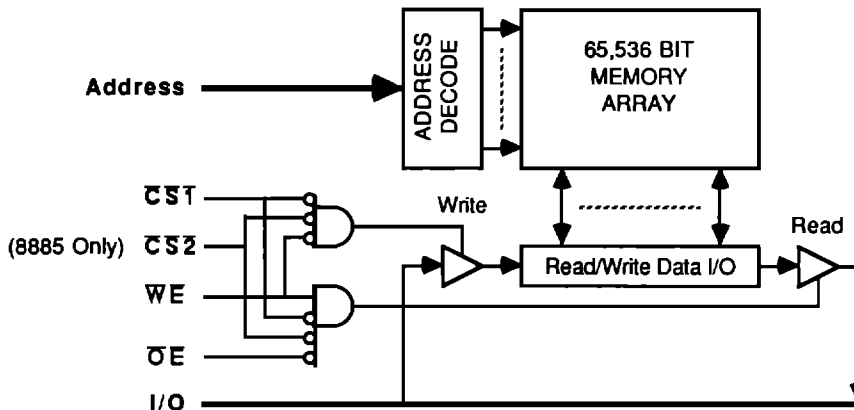 Address
ADDRESS
DECODE
65,536 BIT
MEMORY
ARRAY
CS1
(8885 Only) CS2
WE
OE
I/O
Write
Read/Write Data I/O
Read